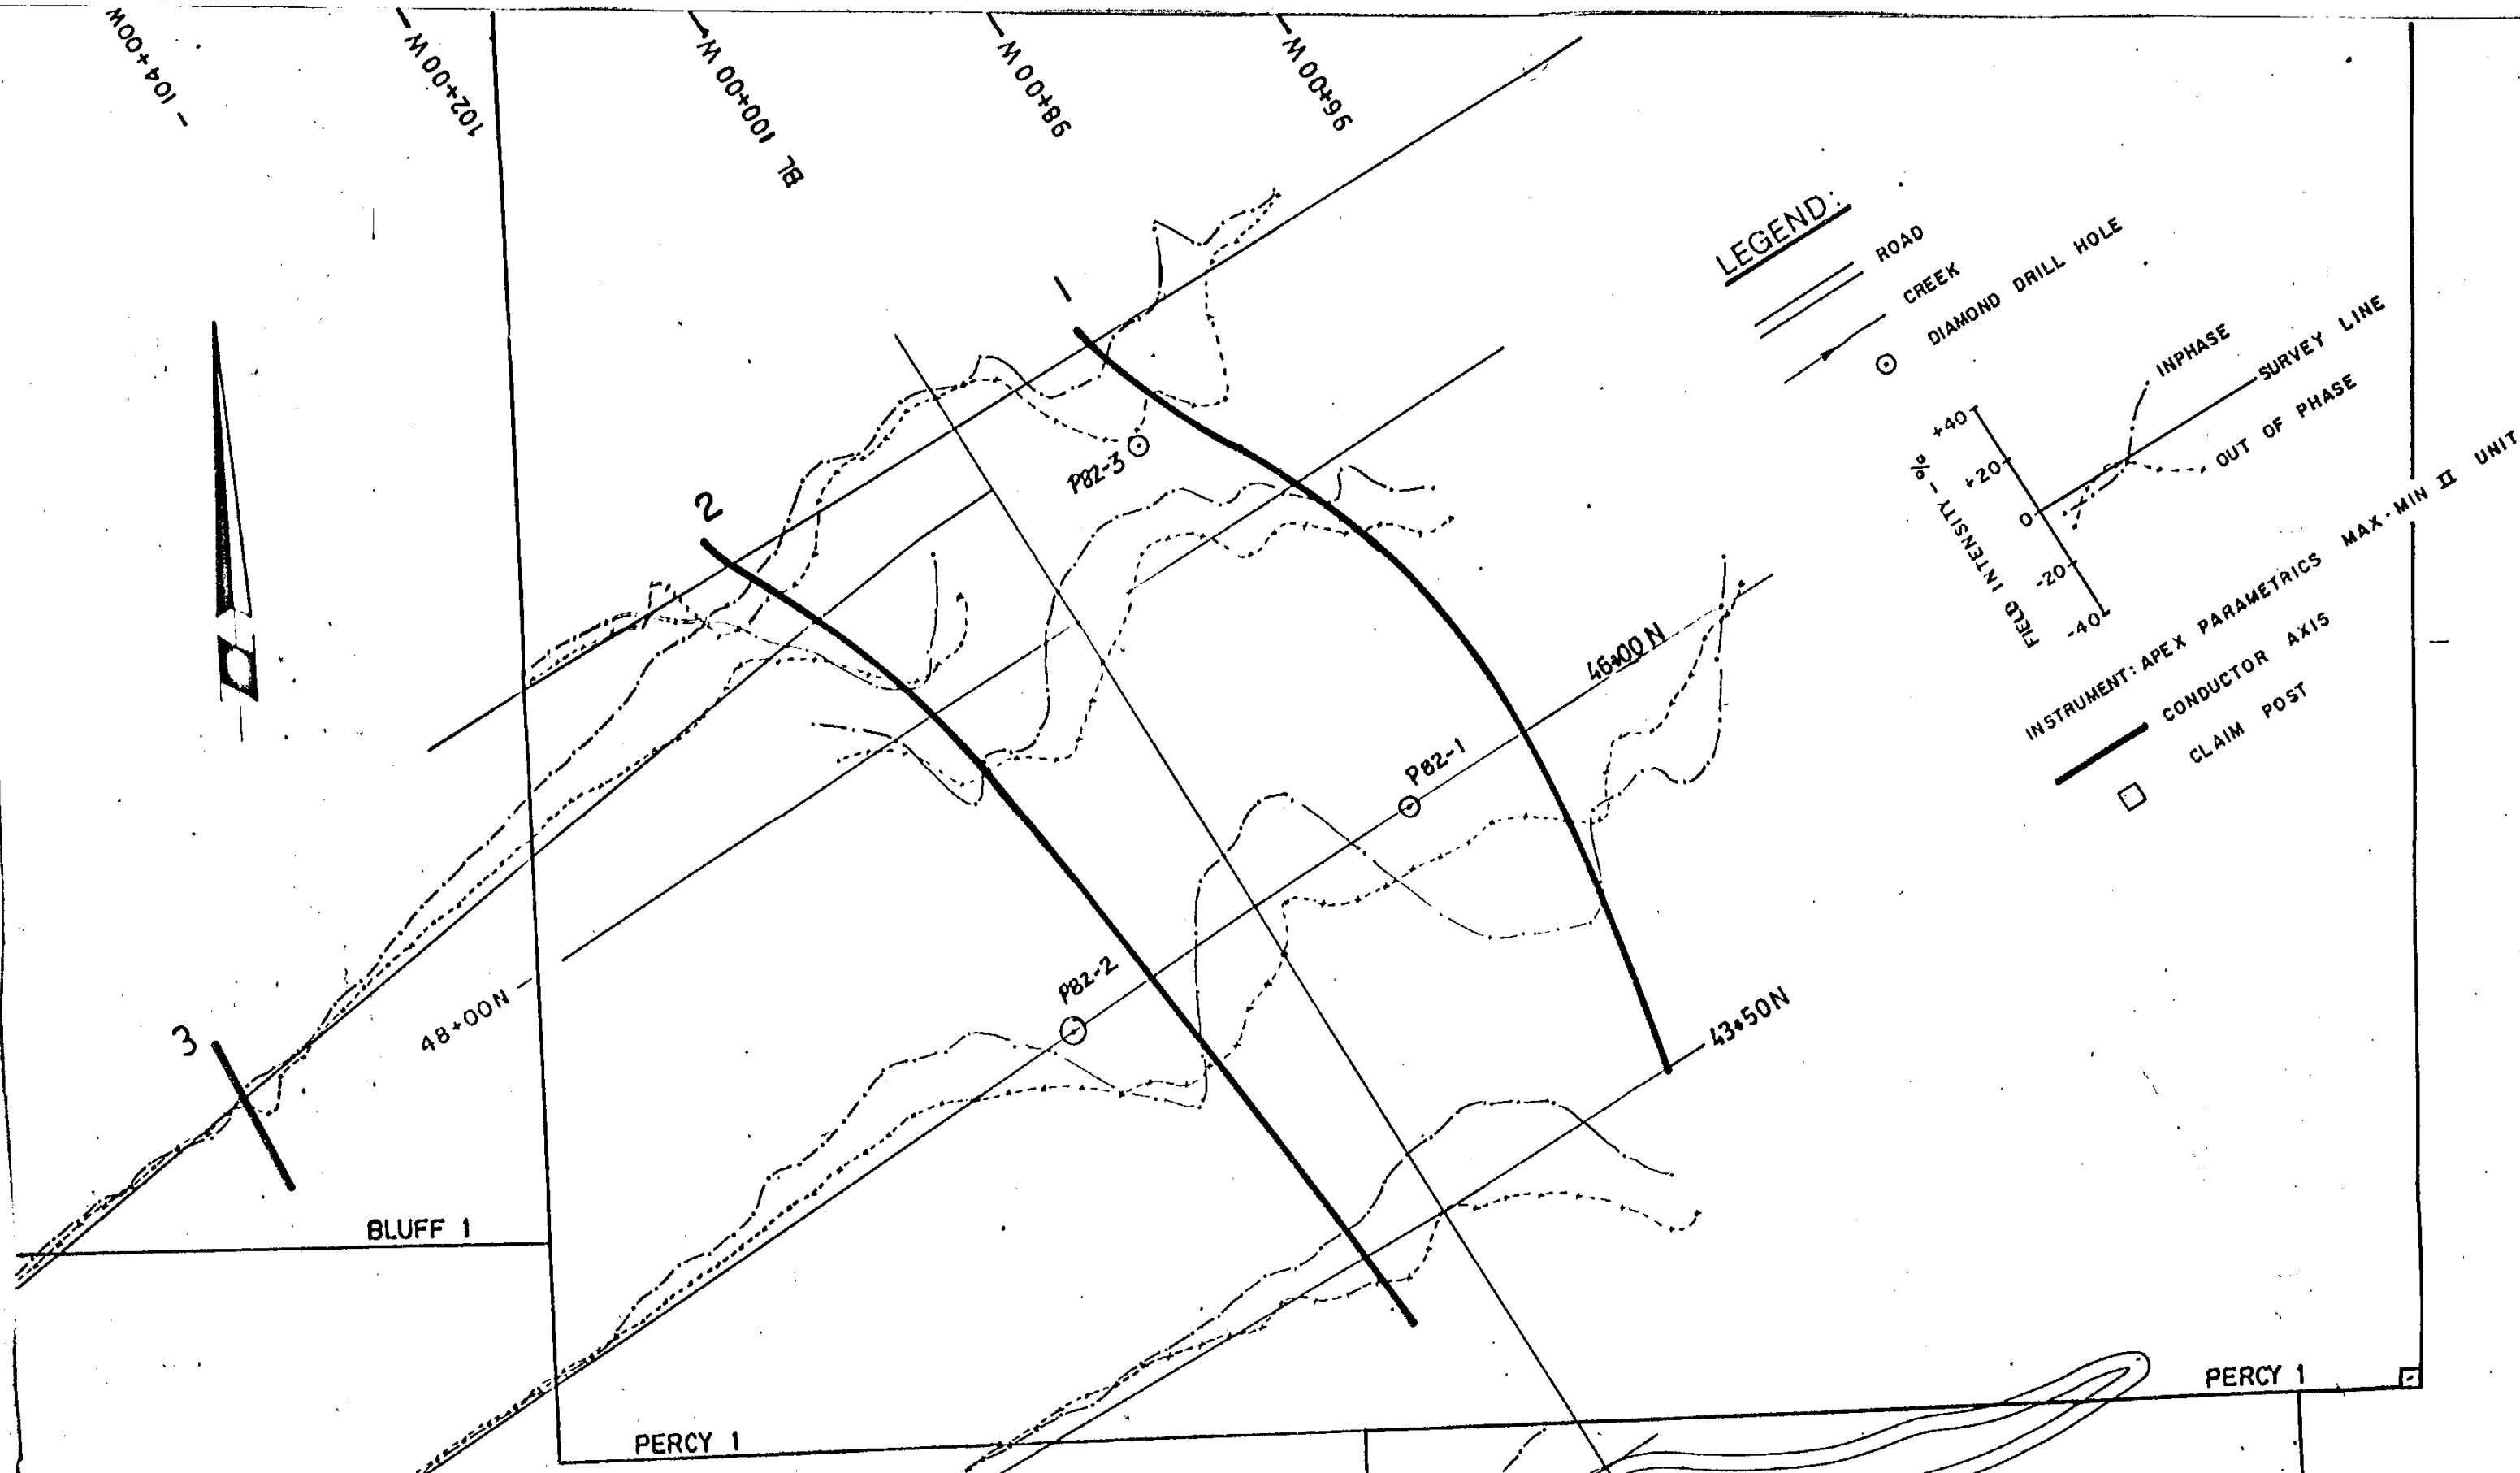 104+00W
102+00W
BL 100+00W
98+00W
96+00W
LEGEND:
ROAD
CREEK
DIAMOND DRILL HOLE
INPHASE
SURVEY LINE
OUT OF PHASE
+40
+20
0
-20
-40
FIELD INTENSITY - %
INSTRUMENT: APEX PARAMETRICS MAX-MIN II UNIT
CONDUCTOR AXIS
CLAIM POST
1
2
3
P82-3
P82-1
P82-2
46+00N
48+00N
43+50N
BLUFF 1
PERCY 1
PERCY 1